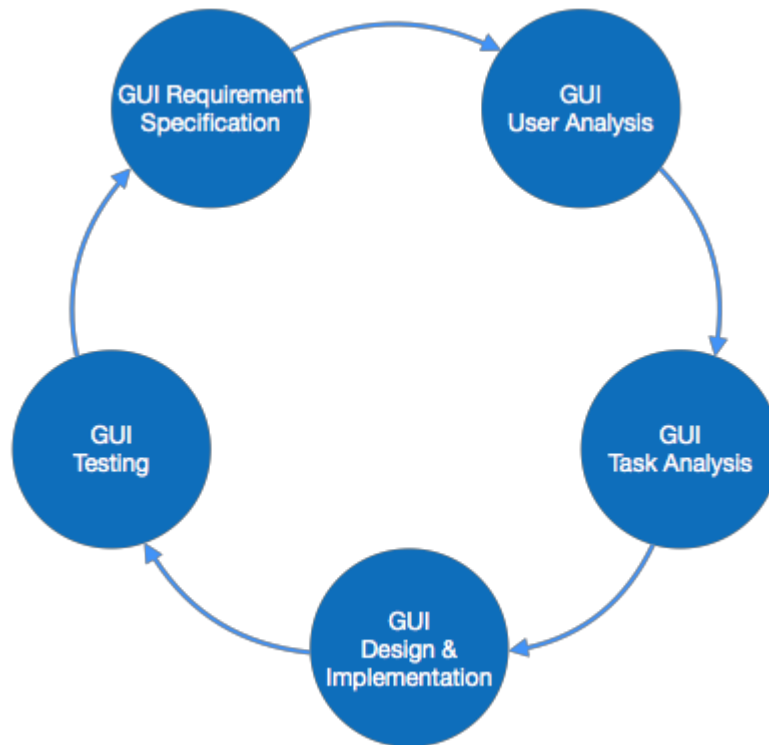 GUI Requirement
Specification
GUI
User Analysis
GUI
Task Analysis
GUI
Design &
Implementation
GUI
Testing